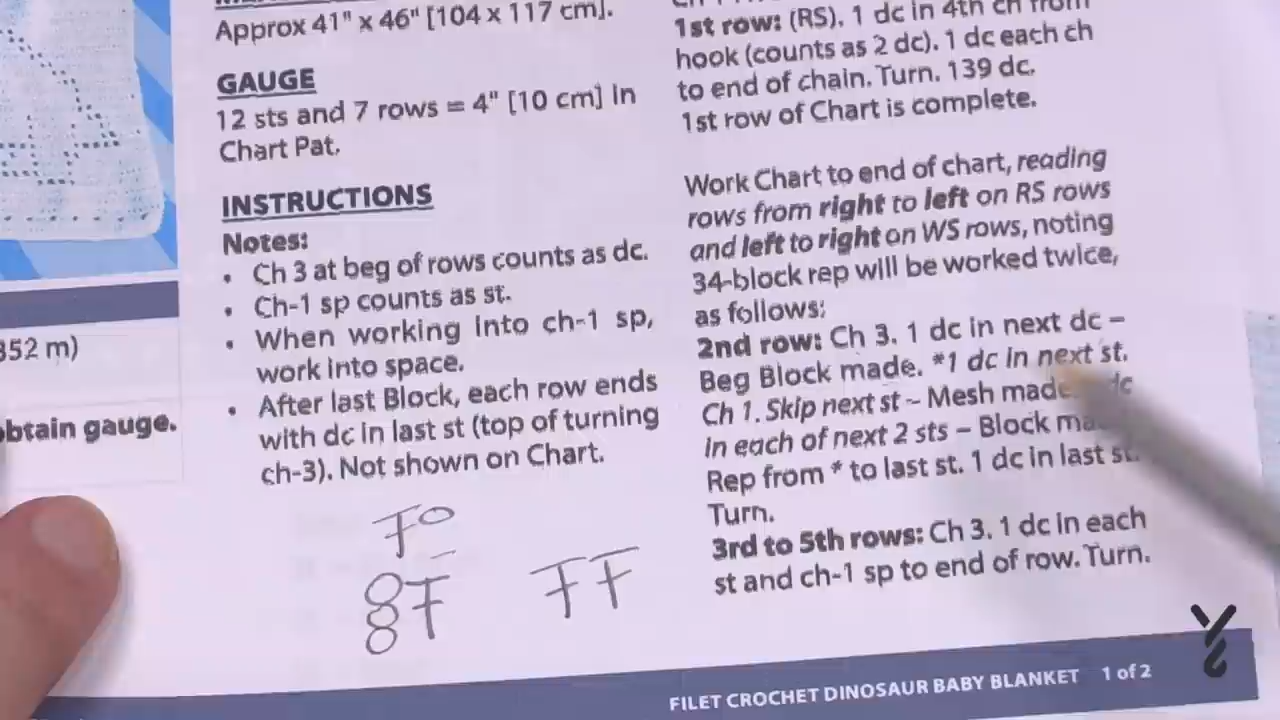 Approx 41" x 46" [104 x 117 cm].
GAUGE
12 sts and 7 rows = 4" [10 cm] in
Chart Pat.
INSTRUCTIONS
Notes:
• Ch 3 at beg of rows counts as dc.
• Ch-1 sp counts as st.
• When working into ch-1 sp,
work into space.
• After last Block, each row ends
with dc in last st (top of turning
ch-3). Not shown on Chart.
352 m)
obtain gauge.
1st row: (RS). 1 dc in 4th ch from
hook (counts as 2 dc). 1 dc each ch
to end of chain. Turn. 139 dc.
1st row of Chart is complete.
Work Chart to end of chart, reading
rows from right to left on RS rows
and left to right on WS rows, noting
34-block rep will be worked twice,
as follows:
2nd row: Ch 3. 1 dc in next dc –
Beg Block made. *1 dc in next st.
Ch 1. Skip next st – Mesh made. dc
in each of next 2 sts – Block
Rep from * to last st. 1 dc in last st.
Turn.
3rd to 5th rows: Ch 3. 1 dc in each
st and ch-1 sp to end of row. Turn.
FILET CROCHET DINOSAUR BABY BLANKET 1 of 2